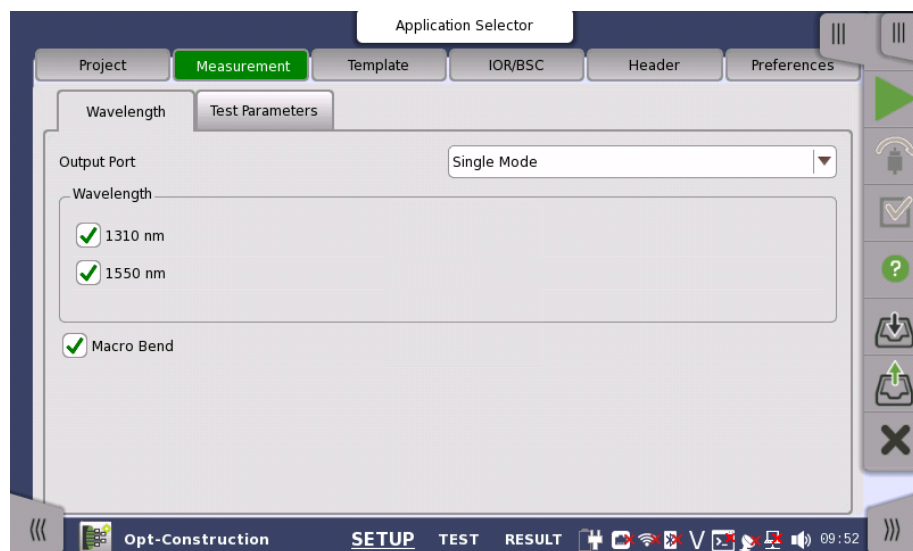 Application Selector
Project Measurement Template IOR/BSC Header Preferences
Wavelength Test Parameters
Output Port Single Mode
Wavelength
1310 nm
1550 nm
Macro Bend
Opt-Construction SETUP TEST RESULT V 09:52